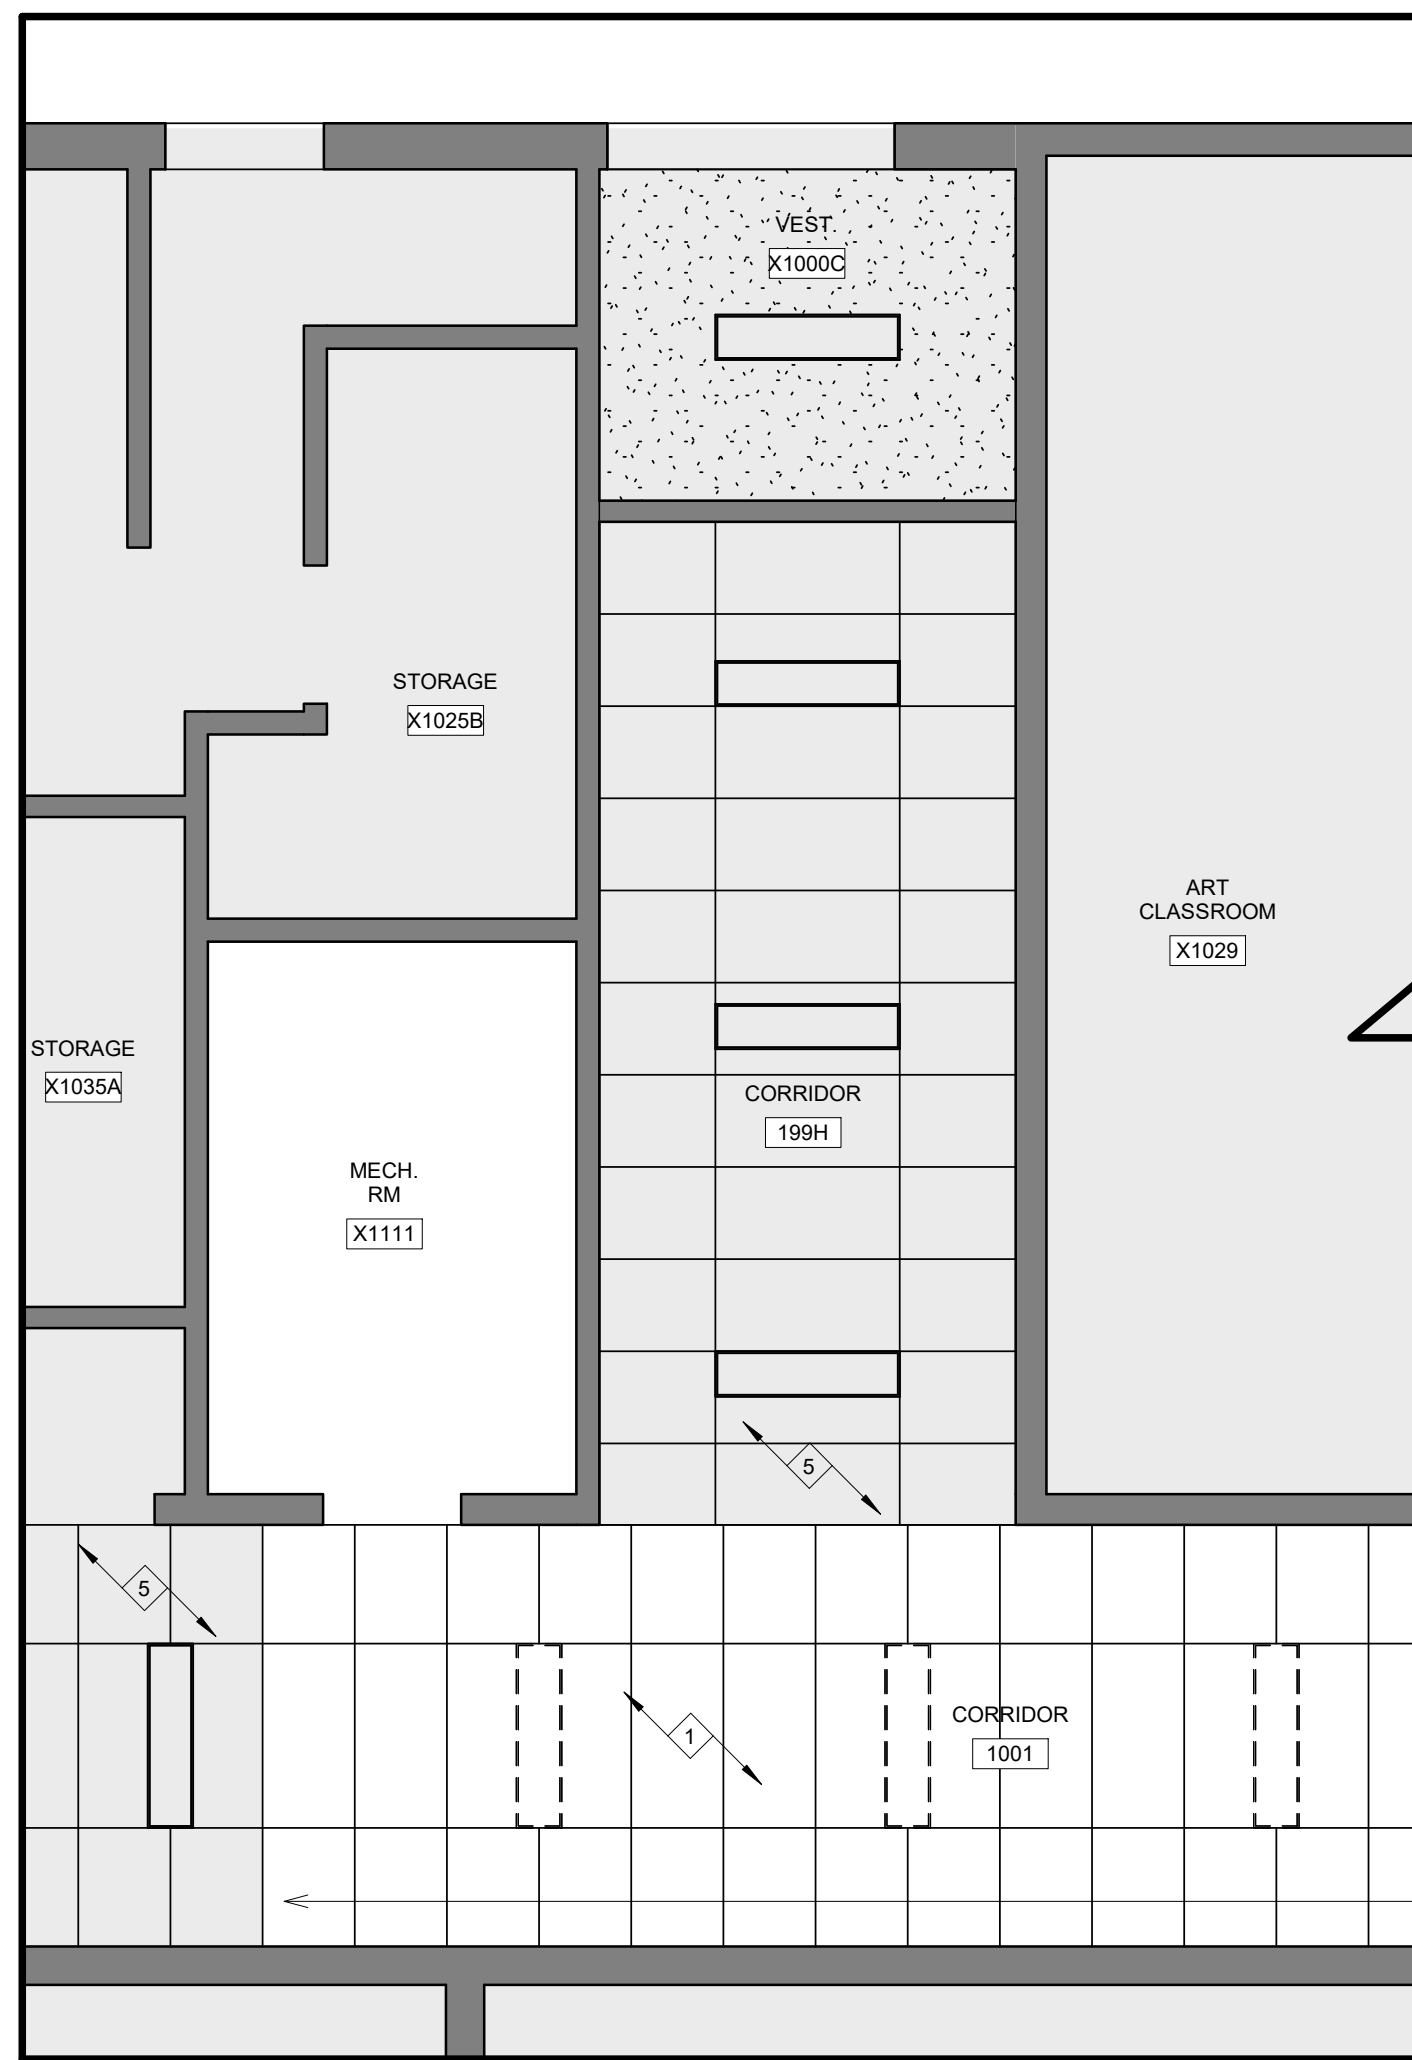 VEST.
X1000C
STORAGE
X1025B
ART
CLASSROOM
X1029
STORAGE
X1035A
CORRIDOR
199H
MECH.
RM
X1111
5
5
1
CORRIDOR
1001